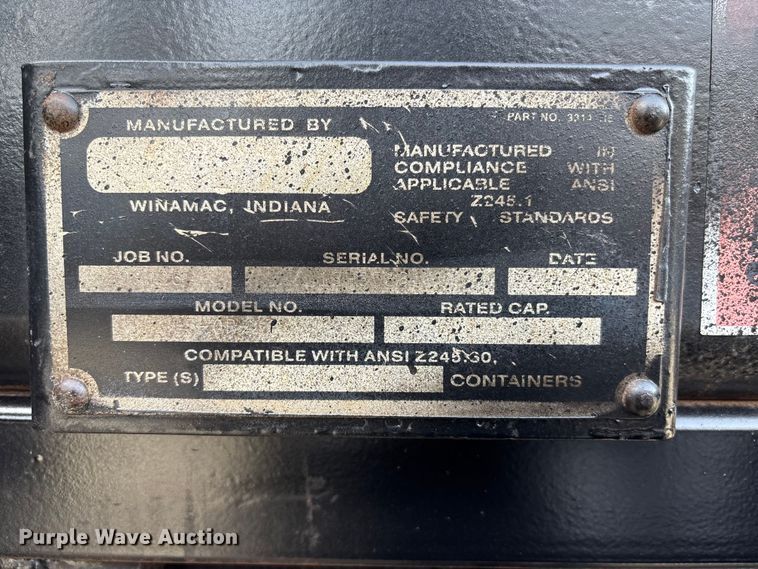 PART NO.
MANUFACTURED BY
WINAMAC, INDIANA
MANUFACTURED IN
COMPLIANCE WITH
APPLICABLE ANSI
Z245.1
SAFETY STANDARDS
JOB NO. SERIAL NO. DATE
MODEL NO. RATED CAP.
COMPATIBLE WITH ANSI Z245.60,
TYPE (S) CONTAINERS
Purple Wave Auction